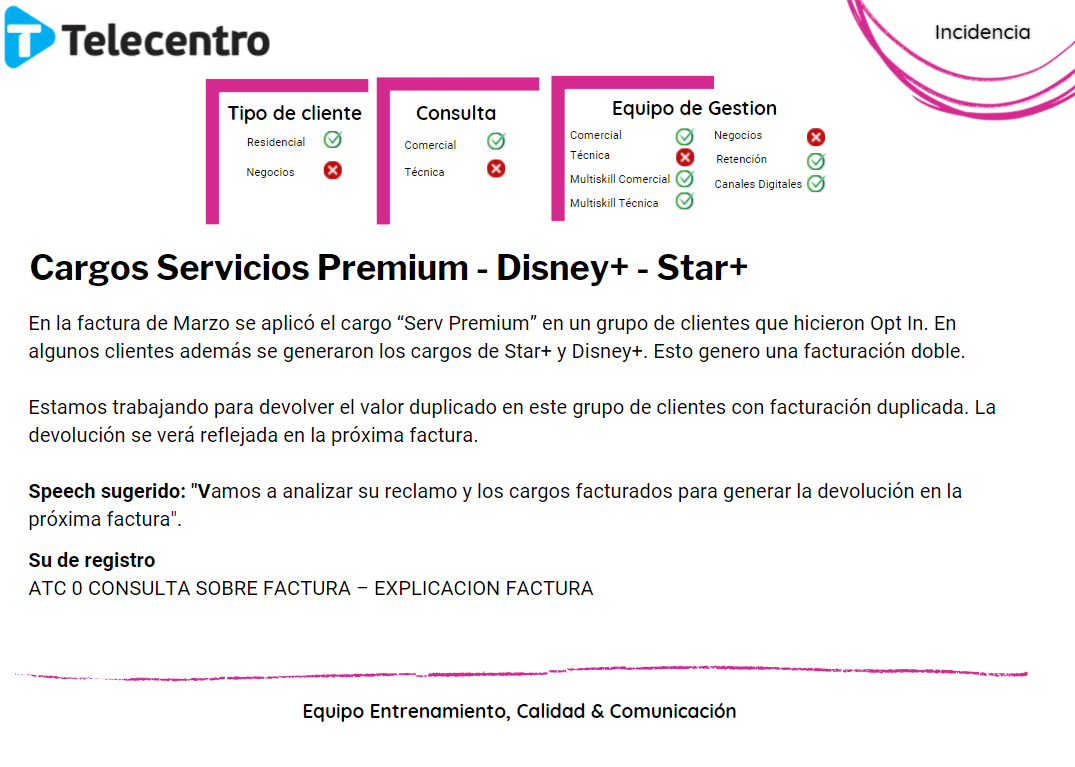 Telecentro
Incidencia
Tipo de cliente
Residencial
Negocios
Consulta
Comercial
Técnica
Equipo de Gestion
Comercial
Técnica
Multiskill Comercial
Multiskill Técnica
Negocios
Retención
Canales Digitales
Cargos Servicios Premium - Disney+ - Star+
En la factura de Marzo se aplicó el cargo “Serv Premium” en un grupo de clientes que hicieron Opt In. En
algunos clientes además se generaron los cargos de Star+ y Disney+. Esto genero una facturación doble.
Estamos trabajando para devolver el valor duplicado en este grupo de clientes con facturación duplicada. La
devolución se verá reflejada en la próxima factura.
Speech sugerido: "Vamos a analizar su reclamo y los cargos facturados para generar la devolución en la
próxima factura".
Su de registro
ATC 0 CONSULTA SOBRE FACTURA – EXPLICACION FACTURA
Equipo Entrenamiento, Calidad & Comunicación